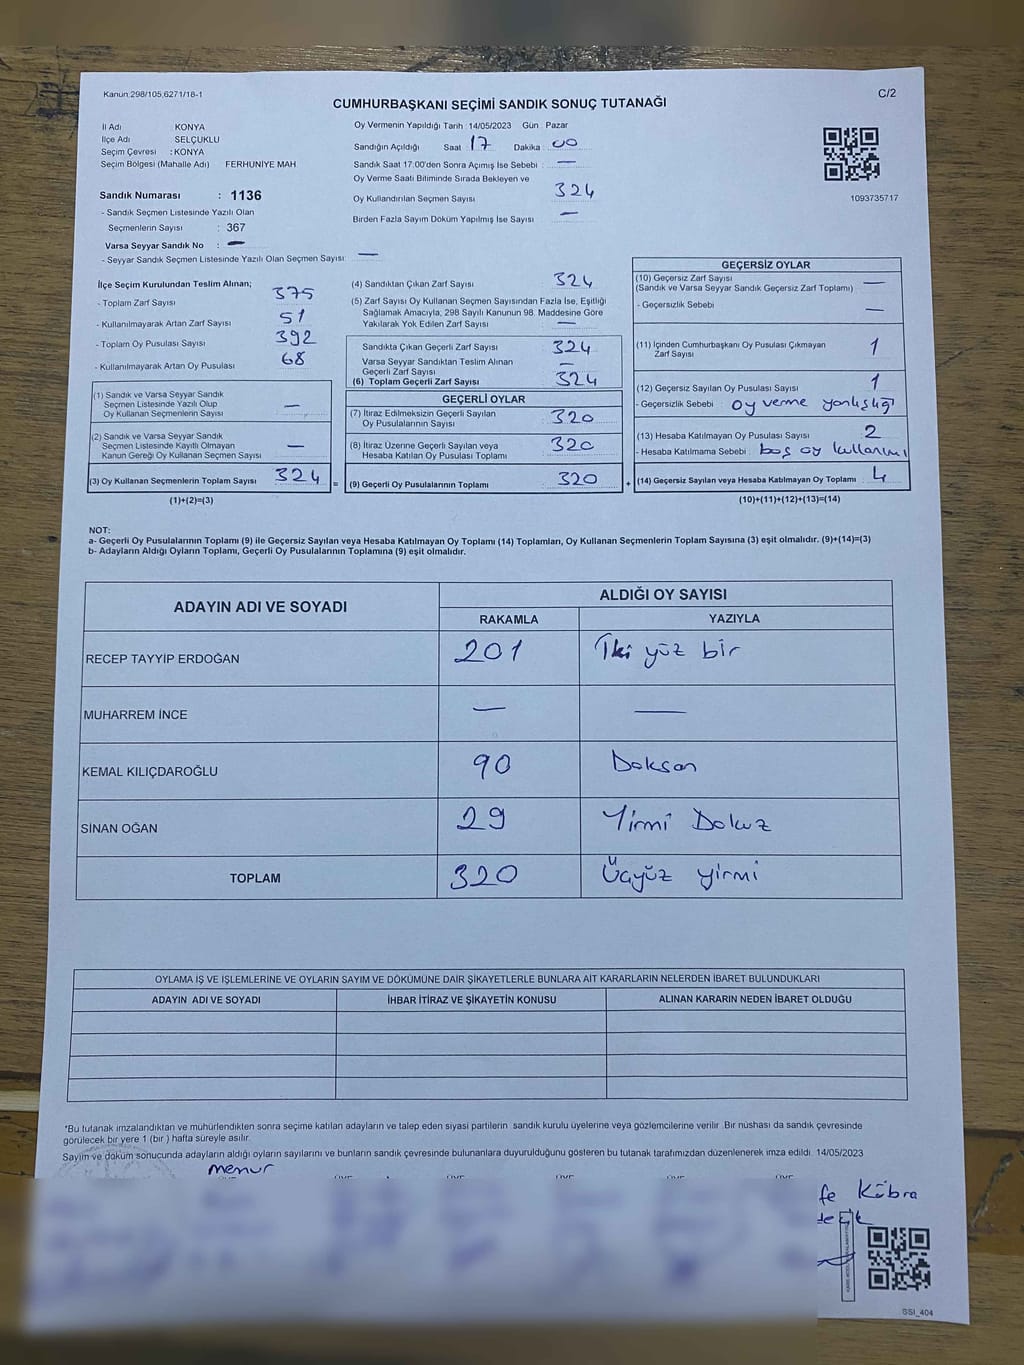 Kanun:298/105,6271/18-1
C/2
CUMHURBAŞKANI SEÇİMİ SANDIK SONUÇ TUTANAĞI
İl Adı : KONYA
İlçe Adı SELÇUKLU
Seçim Çevresi : KONYA
Seçim Bölgesi (Mahalle Adı) FERHUNİYE MAH
Sandık Numarası : 1136
- Sandık Seçmen Listesinde Yazılı Olan
Seçmenlerin Sayısı : 367
Varsa Seyyar Sandık No : —
- Seyyar Sandık Seçmen Listesinde Yazılı Olan Seçmen Sayısı: —
Oy Vermenin Yapıldığı Tarih : 14/05/2023 Gün : Pazar
Sandığın Açıldığı Saat 17 Dakika : 00
Sandık Saat 17:00'den Sonra Açımış İse Sebebi : —
Oy Verme Saati Bitiminde Sırada Bekleyen ve
Oy Kullandırılan Seçmen Sayısı 324
Birden Fazla Sayım Döküm Yapılmış İse Sayısı —
1093735717
İlçe Seçim Kurulundan Teslim Alınan;
- Toplam Zarf Sayısı 375
- Kullanılmayarak Artan Zarf Sayısı 51
- Toplam Oy Pusulası Sayısı 392
- Kullanılmayarak Artan Oy Pusulası 68
(1) Sandık ve Varsa Seyyar Sandık
Seçmen Listesinde Yazılı Olup
Oy Kullanan Seçmenlerin Sayısı —
(2) Sandık ve Varsa Seyyar Sandık
Seçmen Listesinde Kayıtlı Olmayan
Kanun Gereği Oy Kullanan Seçmen Sayısı —
(3) Oy Kullanan Seçmenlerin Toplam Sayısı 324 =
(1)+(2)=(3)
(4) Sandıktan Çıkan Zarf Sayısı 324
(5) Zarf Sayısı Oy Kullanan Seçmen Sayısından Fazla İse, Eşitliği
Sağlamak Amacıyla, 298 Sayılı Kanunun 98. Maddesine Göre
Yakılarak Yok Edilen Zarf Sayısı —
Sandıkta Çıkan Geçerli Zarf Sayısı 324
Varsa Seyyar Sandıktan Teslim Alınan
Geçerli Zarf Sayısı —
(6) Toplam Geçerli Zarf Sayısı 324
GEÇERLİ OYLAR
(7) İtiraz Edilmeksizin Geçerli Sayılan
Oy Pusulası Sayısı 320
(8) İtiraz Üzerine Geçerli Sayılan veya
Hesaba Katılan Oy Pusulası Toplamı 320
(9) Geçerli Oy Pusulalarının Toplamı 320 +
GEÇERSİZ OYLAR
(10) Geçersiz Zarf Sayısı —
(Sandık ve Varsa Seyyar Sandık Geçersiz Zarf Toplamı)
- Geçersizlik Sebebi : —
(11) İçinden Cumhurbaşkanı Oy Pusulası Çıkmayan
Zarf Sayısı 1
(12) Geçersiz Sayılan Oy Pusulası Sayısı 1
- Geçersizlik Sebebi : oy verme yanlışlığı
(13) Hesaba Katılmayan Oy Pusulası Sayısı 2
- Hesaba Katılmama Sebebi : boş oy kullanımı
(14) Geçersiz Sayılan veya Hesaba Katılmayan Oy Toplamı 4
(10)+(11)+(12)+(13)=(14)
NOT:
a- Geçerli Oy Pusulalarının Toplamı (9) ile Geçersiz Sayılan veya Hesaba Katılmayan Oy Toplamı (14) Toplamları, Oy Kullanan Seçmenlerin Toplam Sayısına (3) eşit olmalıdır. (9)+(14)=(3)
b- Adayların Aldığı Oyların Toplamı, Geçerli Oy Pusulalarının Toplamına (9) eşit olmalıdır.
ADAYIN ADI VE SOYADI ALDIĞI OY SAYISI
RAKAMLA YAZIYLA
RECEP TAYYİP ERDOĞAN 201 İki yüz bir
MUHARREM İNCE — —
KEMAL KILIÇDAROĞLU 90 Doksan
SİNAN OĞAN 29 Yirmi Dokuz
TOPLAM 320 Üçyüz yirmi
OYLAMA İŞ VE İŞLEMLERİNE VE OYLARIN SAYIM VE DÖKÜMÜNE DAİR ŞİKAYETLERLE BUNLARA AİT KARARLARIN NELERDEN İBARET BULUNDUKLARI
ADAYIN ADI VE SOYADI İHBAR İTİRAZ VE ŞİKAYETİN KONUSU ALINAN KARARIN NEDEN İBARET OLDUĞU
*Bu tutanak imzalandıktan ve mühürlendikten sonra seçime katılan adayların ve talep eden siyasi partilerin sandık kurulu üyelerine veya gözlemcilerine verilir .Bir nüshası da sandık çevresinde
görülecek bir yere 1 (bir ) hafta süreyle asılır.
Sayım ve döküm sonucunda adayların aldığı oyların sayılarını ve bunların sandık çevresinde bulunanlara duyurulduğunu gösteren bu tutanak tarafımızdan düzenlenerek imza edildi. 14/05/2023
memur
fe Kübra
SSI_404